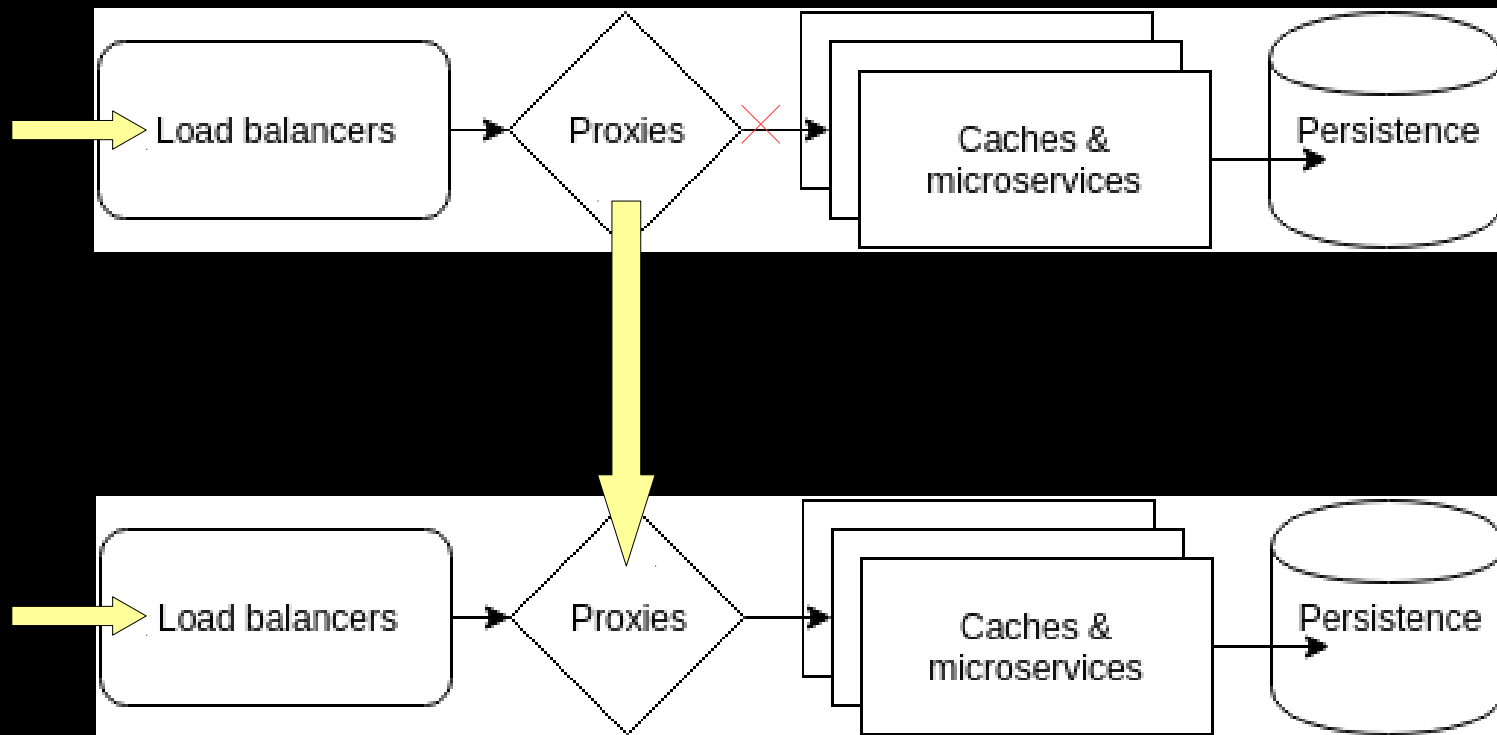 Load balancers
Proxies
Caches &
microservices
Persistence
Load balancers
Proxies
Caches &
microservices
Persistence